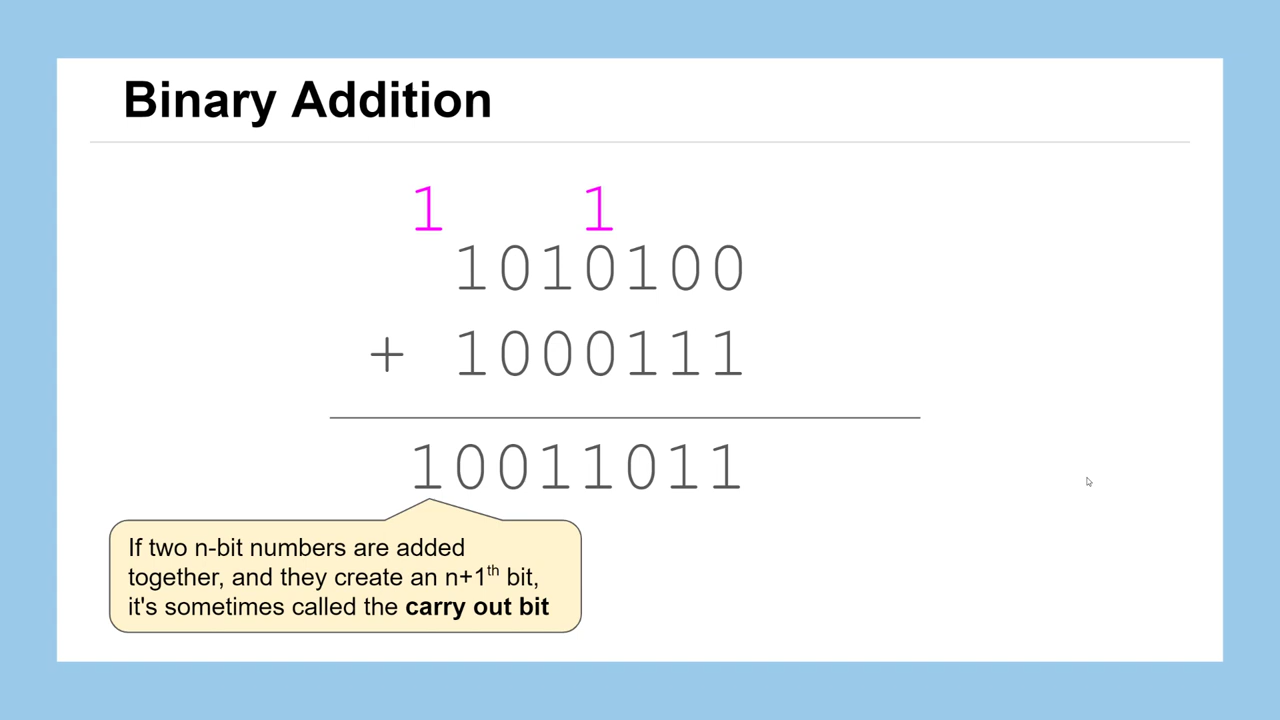 Binary Addition
1 1
1010100
+ 1000111
10011011
If two n-bit numbers are added
together, and they create an n+1th bit,
it's sometimes called the carry out bit